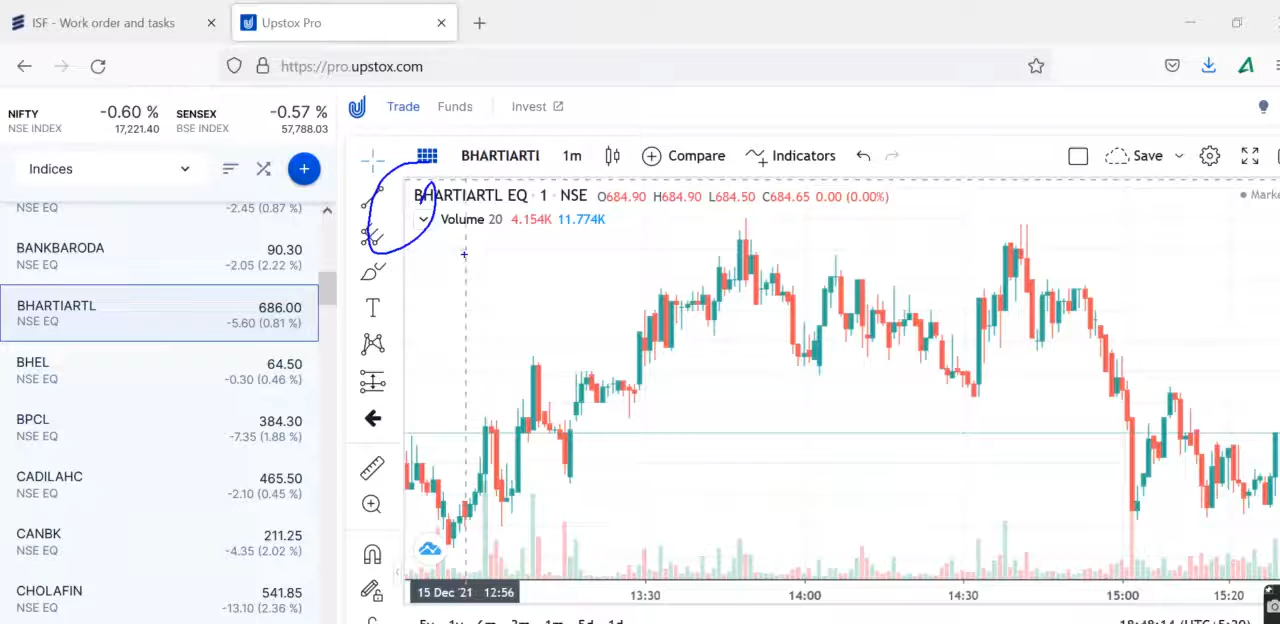 ISF - Work order and tasks
Upstox Pro
https://pro.upstox.com
NIFTY -0.60 % SENSEX -0.57 %
NSE INDEX 17,221.40 BSE INDEX 57,788.03
Trade Funds Invest
Indices
BHARTIARTL 1m Compare Indicators Save
NSE EQ -2.45 (0.87 %)
BHARTIARTL EQ · 1 · NSE O684.90 H684.90 L684.50 C684.65 0.00 (0.00%)
Volume 20 4.154K 11.774K
BANKBARODA 90.30
NSE EQ -2.05 (2.22 %)
BHARTIARTL 686.00
NSE EQ -5.60 (0.81 %)
BHEL 64.50
NSE EQ -0.30 (0.46 %)
BPCL 384.30
NSE EQ -7.35 (1.88 %)
CADILAHC 465.50
NSE EQ -2.10 (0.45 %)
CANBK 211.25
NSE EQ -4.35 (2.02 %)
CHOLAFIN 541.85
NSE EQ -13.10 (2.36 %)
15 Dec '21 12:56 13:30 14:00 14:30 15:00 15:20